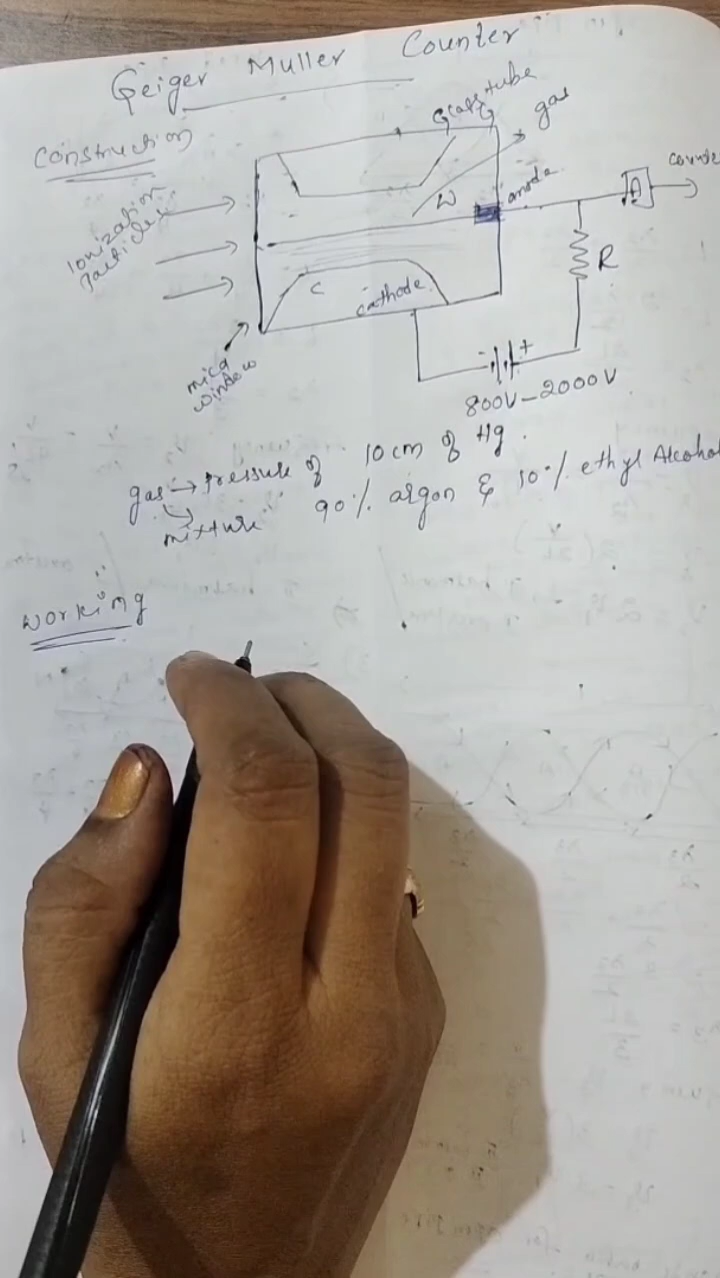 Geiger Muller Counter
Construction
Glass tube
gas
Ionization
Particles
W
anode
A
R
C
cathode
mica
window
- +
800V - 2000V
gas → Pressure of 10 cm of Hg.
mixture 90% argon & 10% ethyl Alcohol
Working